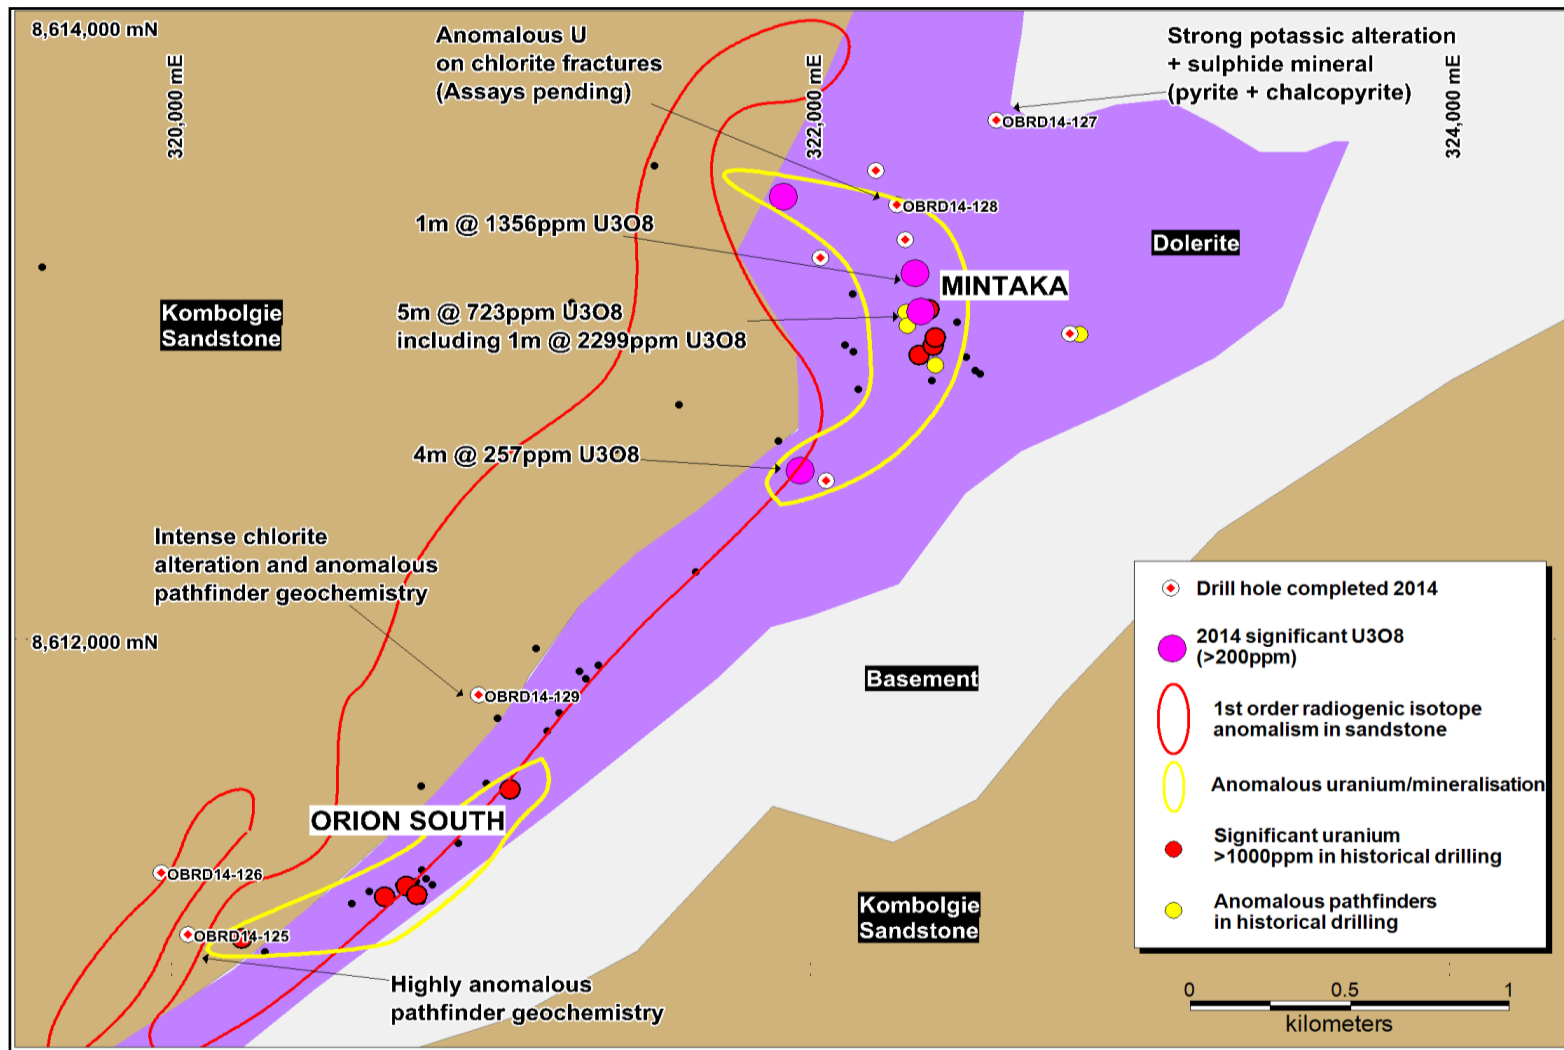 8,614,000 mN
320,000 mE
Anomalous U
on chlorite fractures
(Assays pending)
322,000 mE
Strong potassic alteration
+ sulphide mineral
(pyrite + chalcopyrite)
324,000 mE
OBRD14-127
OBRD14-128
1m @ 1356ppm U3O8
Dolerite
MINTAKA
Kombolgie
Sandstone
5m @ 723ppm U3O8
including 1m @ 2299ppm U3O8
4m @ 257ppm U3O8
Intense chlorite
alteration and anomalous
pathfinder geochemistry
8,612,000 mN
OBRD14-129
Basement
ORION SOUTH
OBRD14-126
OBRD14-125
Kombolgie
Sandstone
Highly anomalous
pathfinder geochemistry
Drill hole completed 2014
2014 significant U3O8
(>200ppm)
1st order radiogenic isotope
anomalism in sandstone
Anomalous uranium/mineralisation
Significant uranium
>1000ppm in historical drilling
Anomalous pathfinders
in historical drilling
0 0.5 1
kilometers